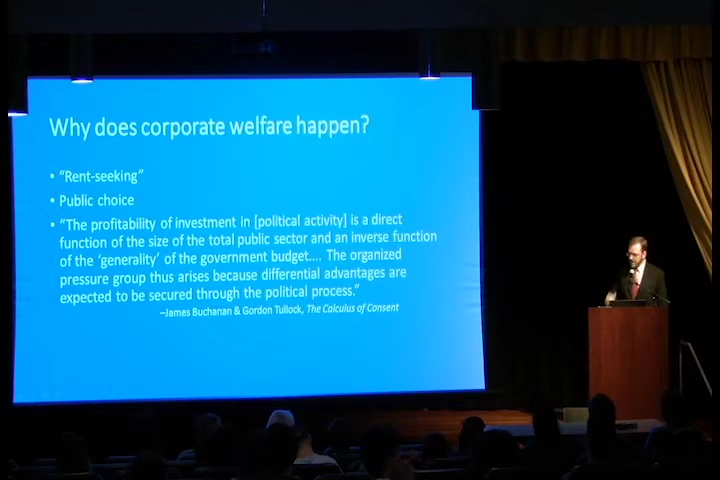 Why does corporate welfare happen?
• “Rent-seeking”
• Public choice
• “The profitability of investment in [political activity] is a direct
function of the size of the total public sector and an inverse function
of the ‘generality’ of the government budget…. The organized
pressure group thus arises because differential advantages are
expected to be secured through the political process.”
–James Buchanan & Gordon Tullock, The Calculus of Consent